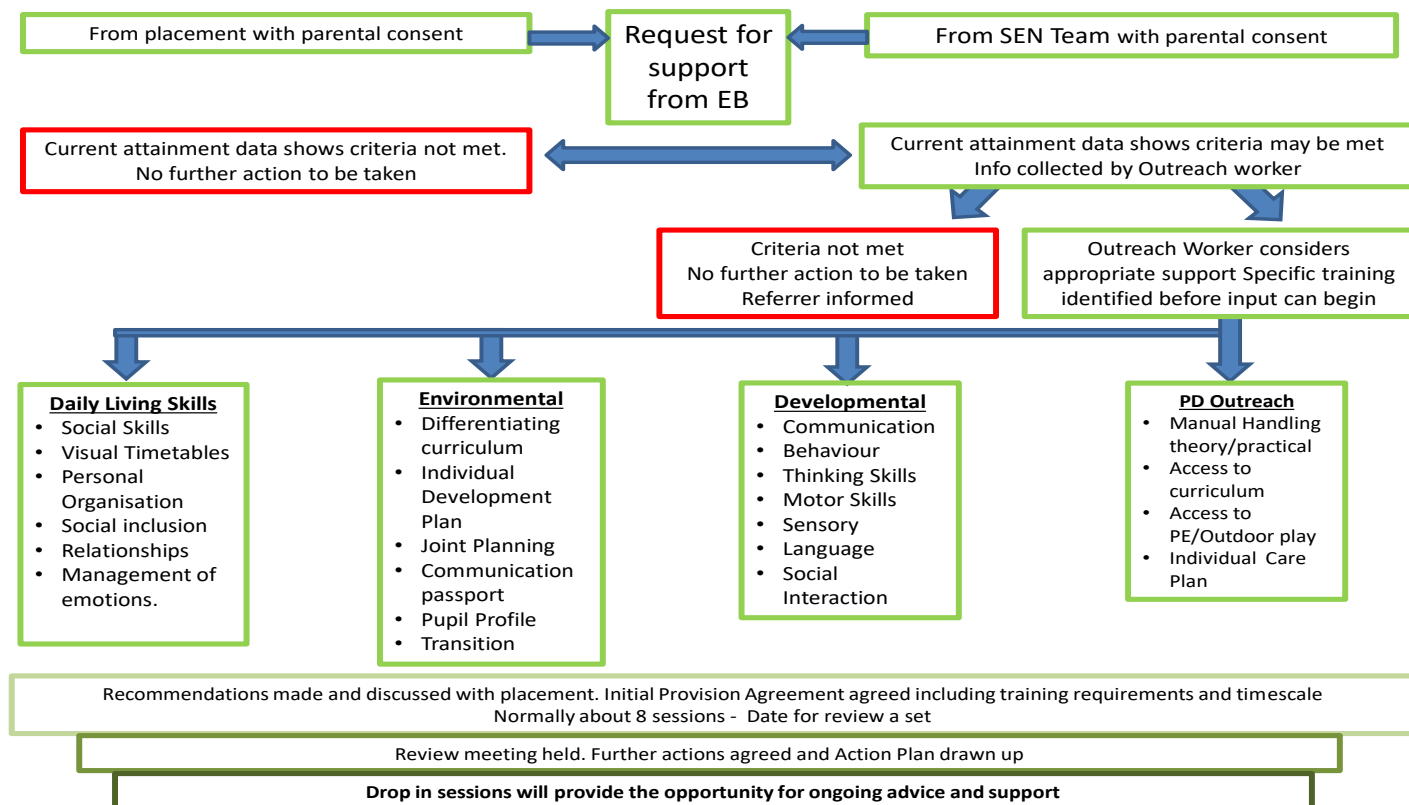 From placement with parental consent
Request for
support
from EB
From SEN Team with parental consent
Current attainment data shows criteria not met.
No further action to be taken
Current attainment data shows criteria may be met
Info collected by Outreach worker
Criteria not met
No further action to be taken
Referrer informed
Outreach Worker considers
appropriate support Specific training
identified before input can begin
Daily Living Skills
• Social Skills
• Visual Timetables
• Personal
Organisation
• Social inclusion
• Relationships
• Management of
emotions.
Environmental
• Differentiating
curriculum
• Individual
Development
Plan
• Joint Planning
• Communication
passport
• Pupil Profile
• Transition
Developmental
• Communication
• Behaviour
• Thinking Skills
• Motor Skills
• Sensory
• Language
• Social
Interaction
PD Outreach
• Manual Handling
theory/practical
• Access to
curriculum
• Access to
PE/Outdoor play
• Individual Care
Plan
Recommendations made and discussed with placement. Initial Provision Agreement agreed including training requirements and timescale
Normally about 8 sessions - Date for review a set
Review meeting held. Further actions agreed and Action Plan drawn up
Drop in sessions will provide the opportunity for ongoing advice and support